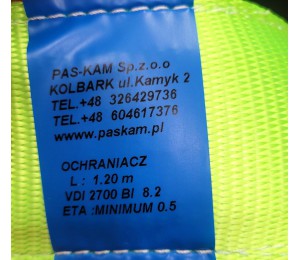 PAS-KAM Sp.z.o.o
KOLBARK ul.Kamyk 2
TEL.+48 326429736
TEL.+48 604617376
www.paskam.pl
OCHRANIACZ
L : 1.20 m
VDI 2700 Bl 8.2
ETA :MINIMUM 0.5